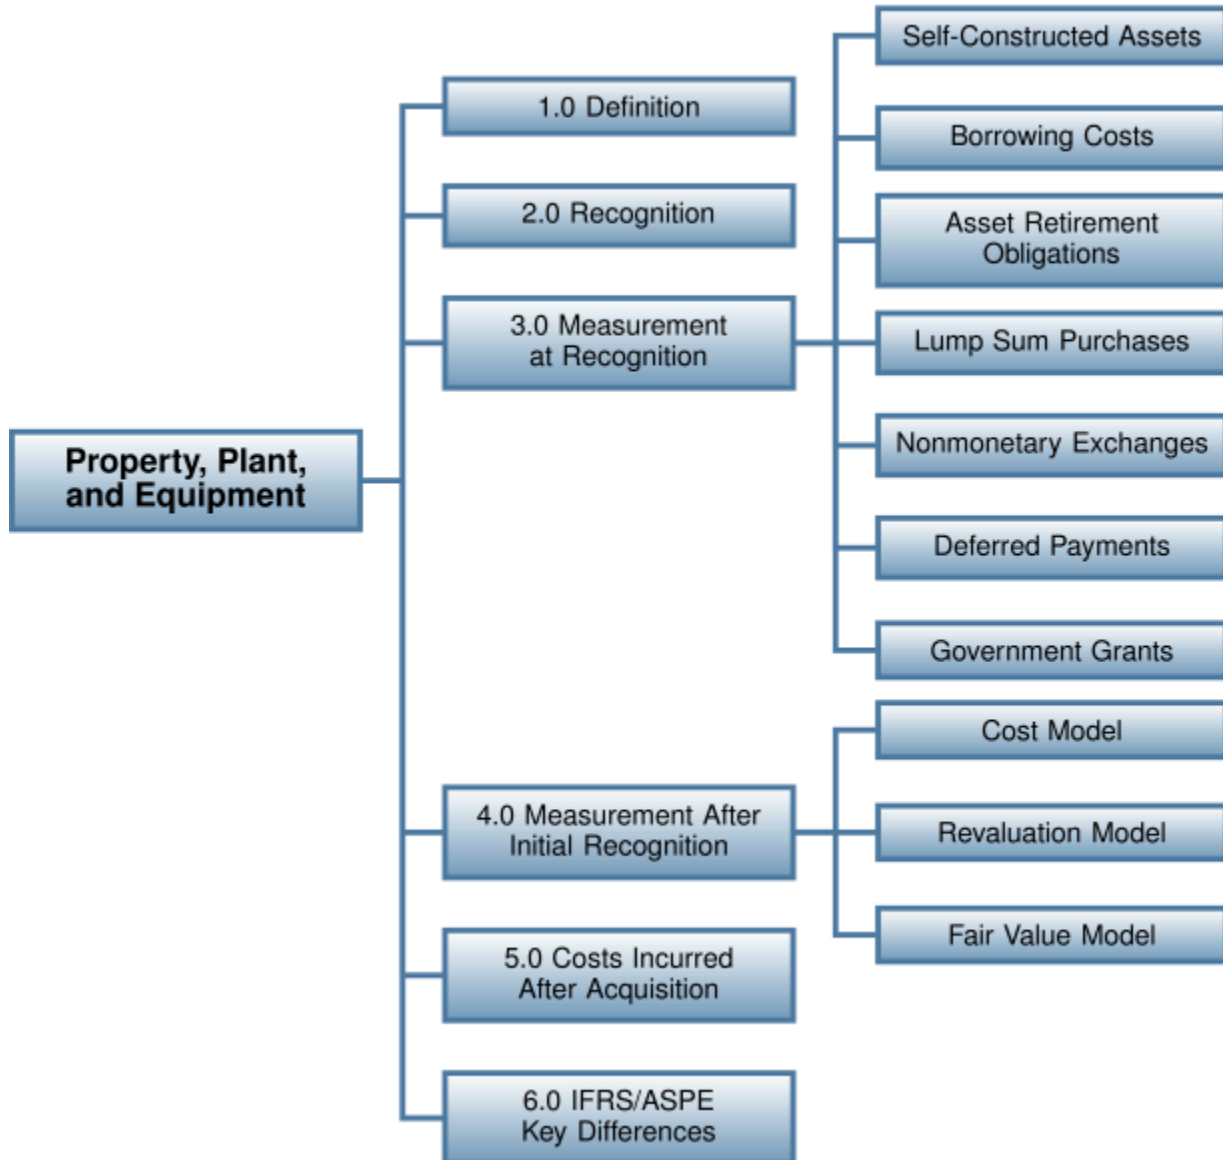 Property, Plant,
and Equipment
1.0 Definition
2.0 Recognition
3.0 Measurement
at Recognition
Self-Constructed Assets
Borrowing Costs
Asset Retirement
Obligations
Lump Sum Purchases
Nonmonetary Exchanges
Deferred Payments
Government Grants
4.0 Measurement After
Initial Recognition
Cost Model
Revaluation Model
Fair Value Model
5.0 Costs Incurred
After Acquisition
6.0 IFRS/ASPE
Key Differences